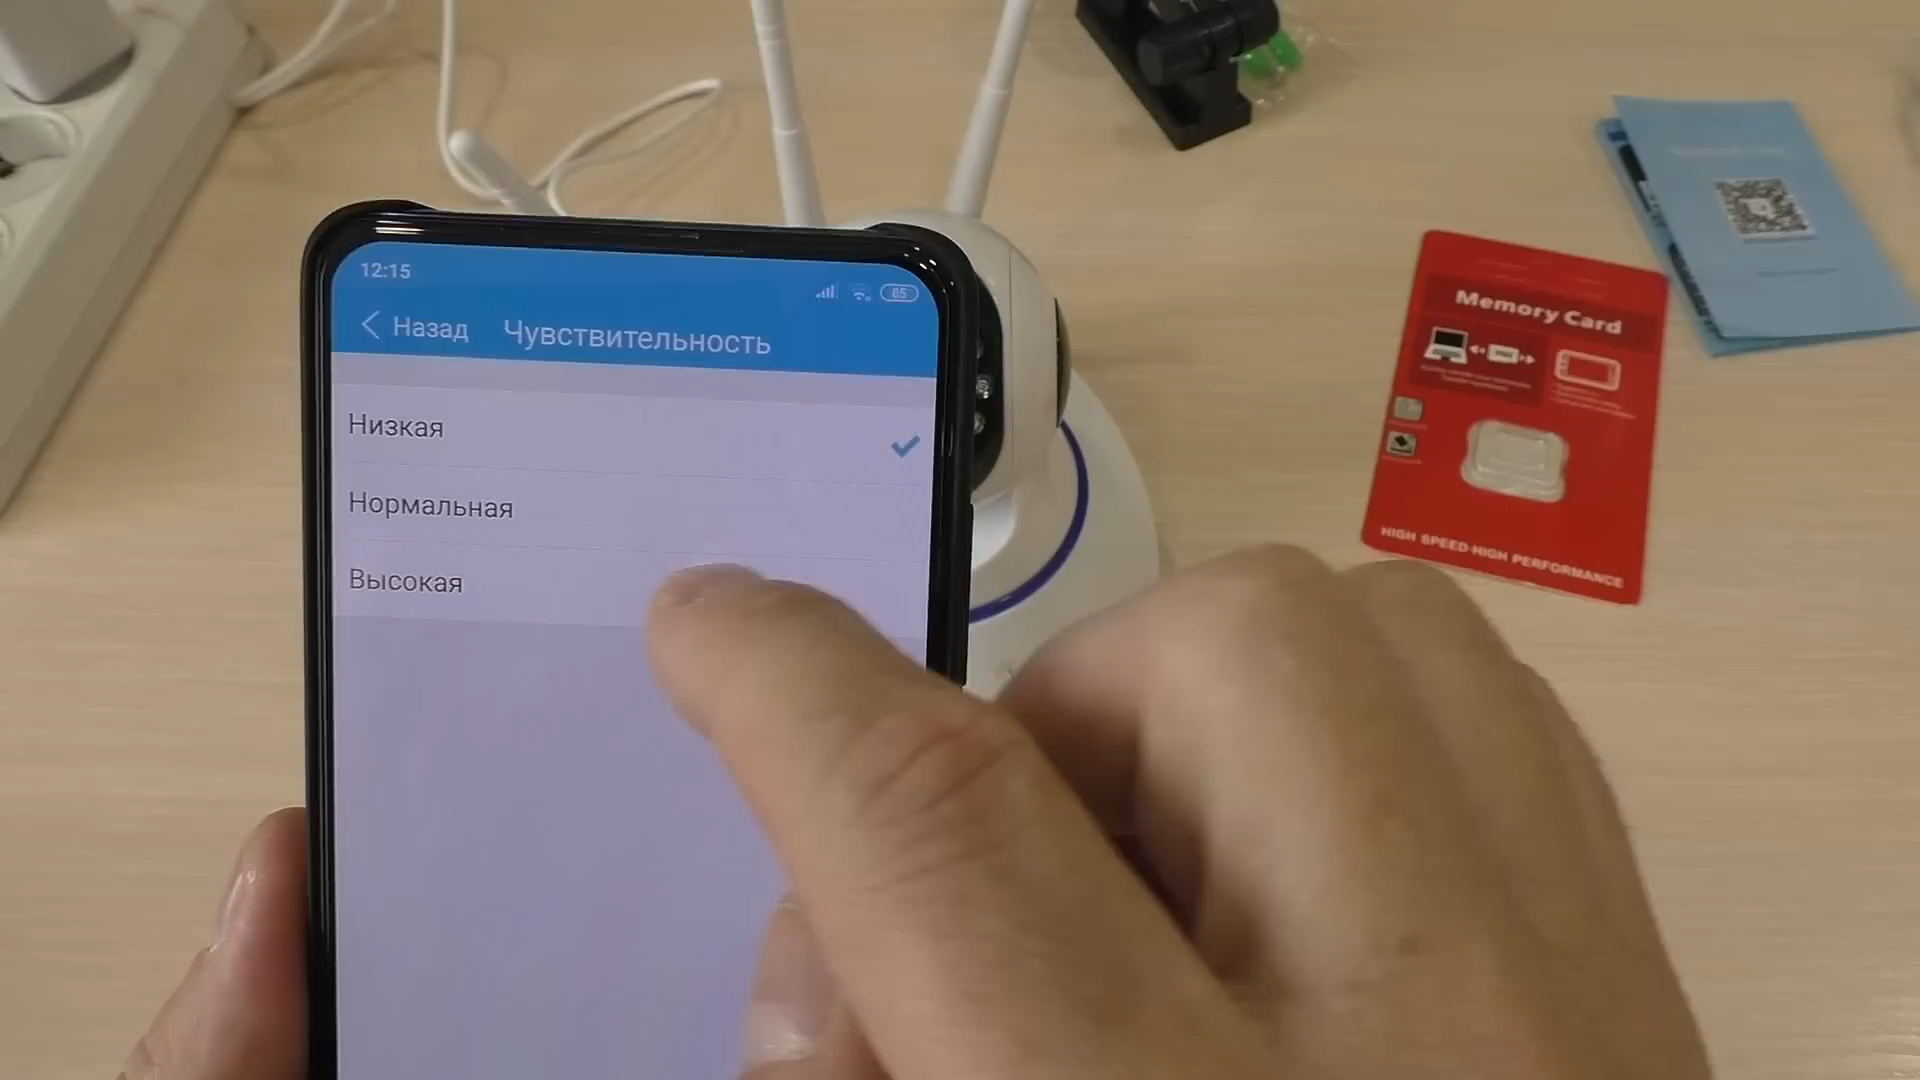 12:15
85
Назад
Чувствительность
Низкая
Нормальная
Высокая
Memory Card
HIGH SPEED-HIGH PERFORMANCE